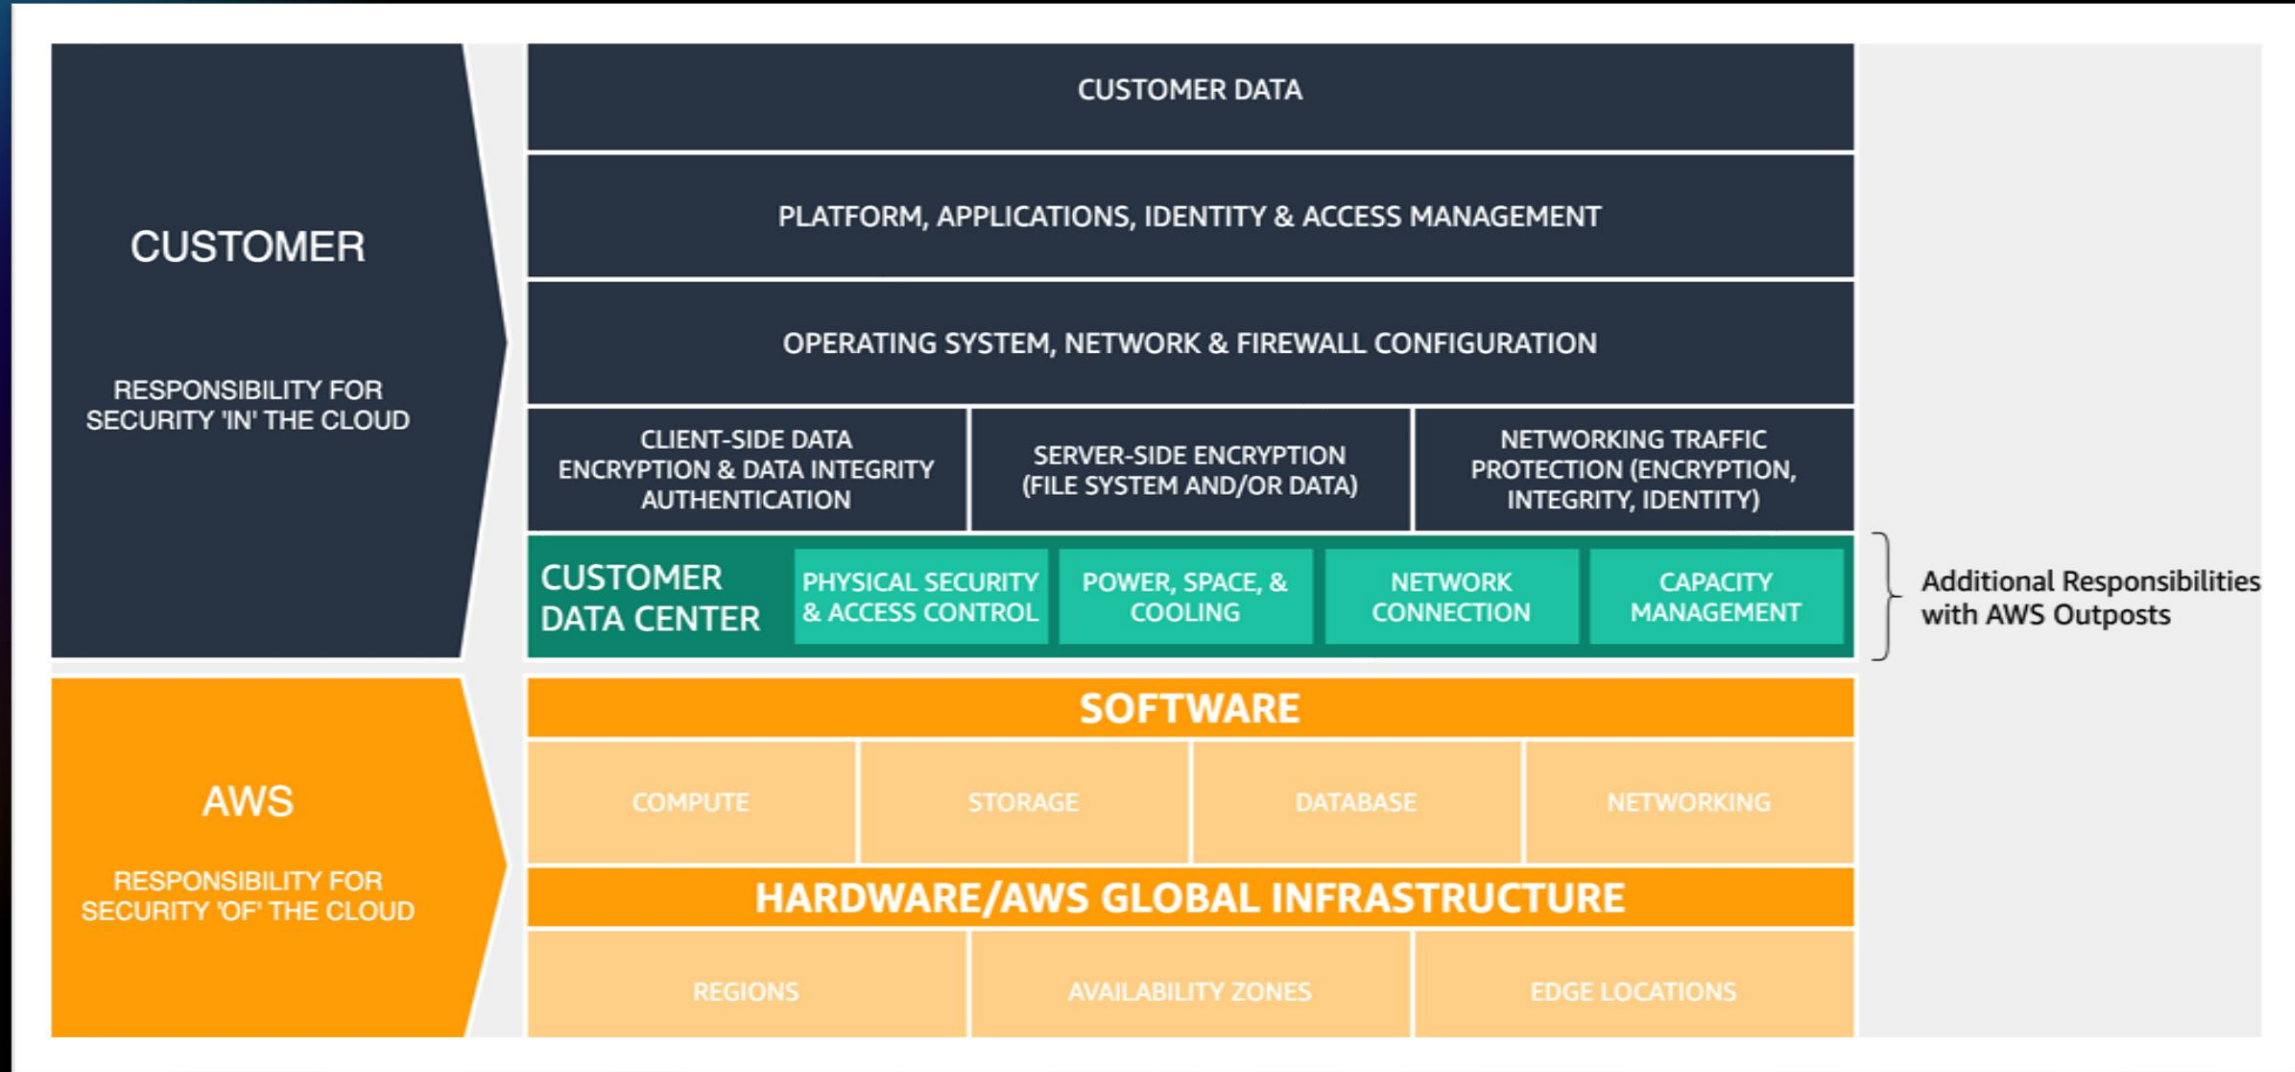 CUSTOMER
RESPONSIBILITY FOR
SECURITY 'IN' THE CLOUD
CUSTOMER DATA
PLATFORM, APPLICATIONS, IDENTITY & ACCESS MANAGEMENT
OPERATING SYSTEM, NETWORK & FIREWALL CONFIGURATION
CLIENT-SIDE DATA
ENCRYPTION & DATA INTEGRITY
AUTHENTICATION
SERVER-SIDE ENCRYPTION
(FILE SYSTEM AND/OR DATA)
NETWORKING TRAFFIC
PROTECTION (ENCRYPTION,
INTEGRITY, IDENTITY)
CUSTOMER
DATA CENTER
PHYSICAL SECURITY
& ACCESS CONTROL
POWER, SPACE, &
COOLING
NETWORK
CONNECTION
CAPACITY
MANAGEMENT
Additional Responsibilities
with AWS Outposts
AWS
RESPONSIBILITY FOR
SECURITY 'OF' THE CLOUD
SOFTWARE
COMPUTE
STORAGE
DATABASE
NETWORKING
HARDWARE/AWS GLOBAL INFRASTRUCTURE
REGIONS
AVAILABILITY ZONES
EDGE LOCATIONS